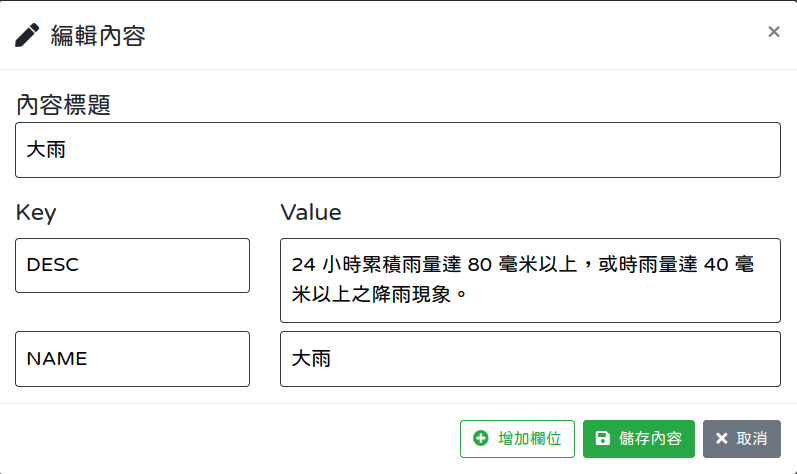 編輯內容
×
內容標題
大雨
Key Value
DESC
24 小時累積雨量達 80 毫米以上，或時雨量達 40 毫
米以上之降雨現象。
NAME
大雨
增加欄位 儲存內容 × 取消